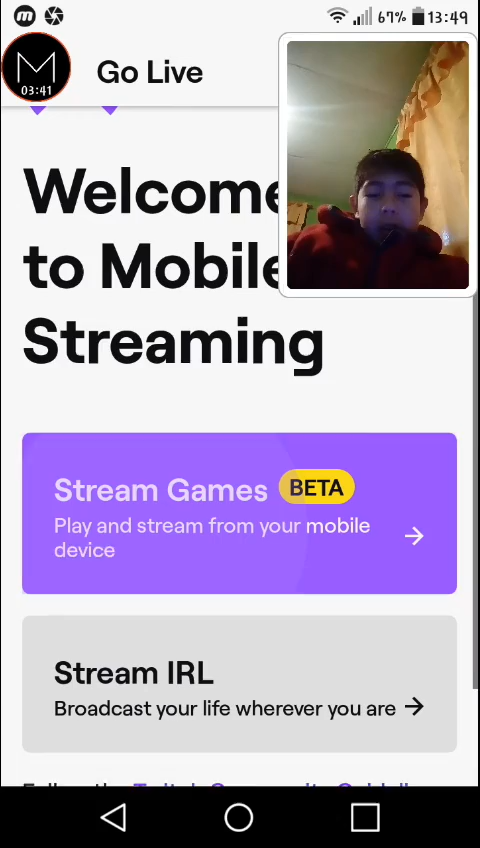 67% 13:49
M
03:41
Go Live
Welcome
to Mobile
Streaming
Stream Games BETA
Play and stream from your mobile
device
Stream IRL
Broadcast your life wherever you are